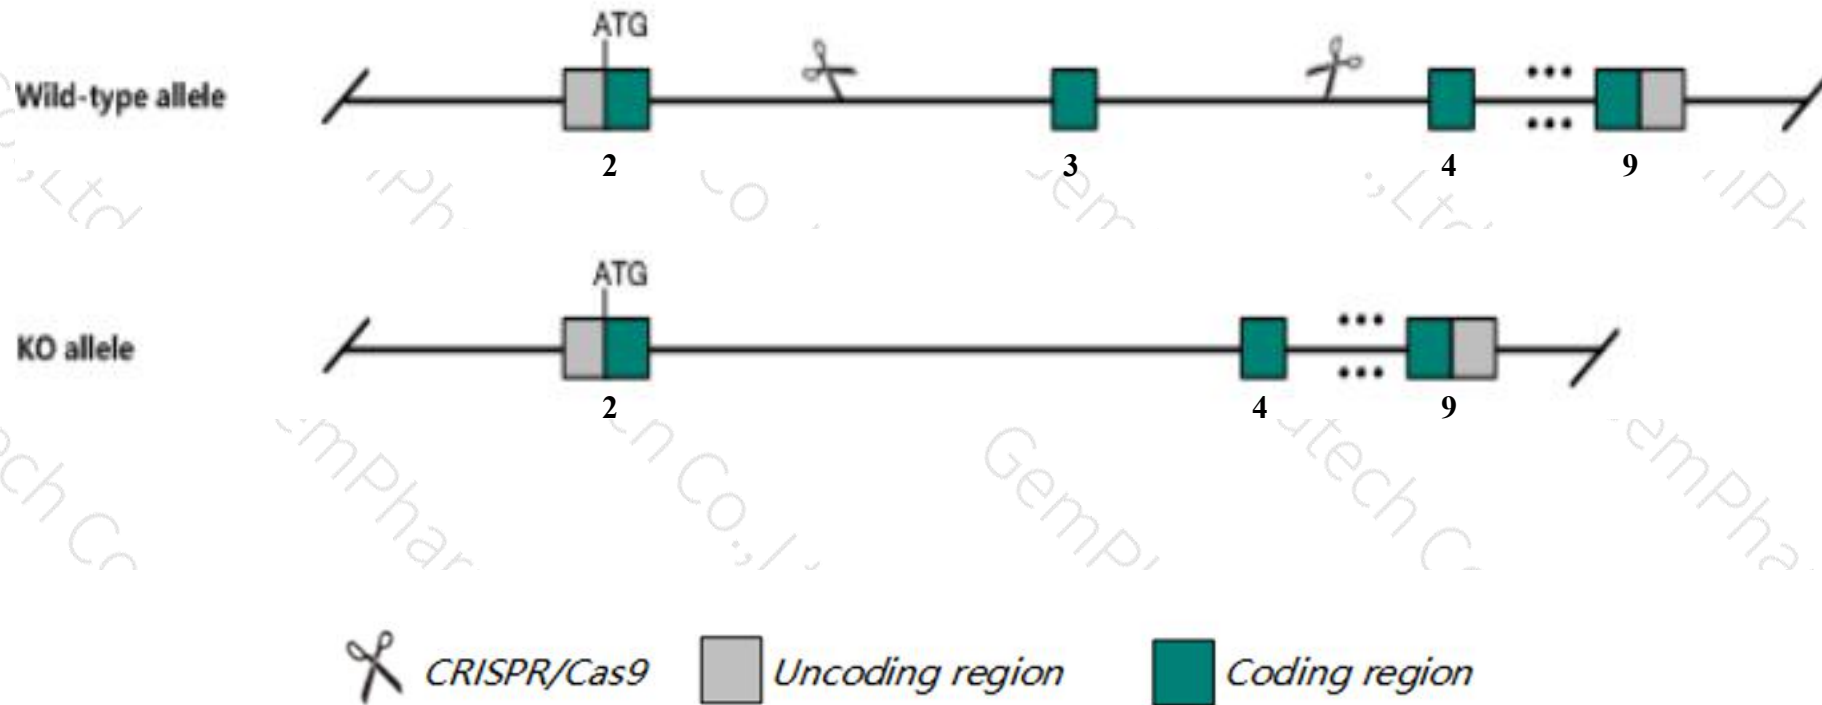 ATG
Wild-type allele
2 3 4 9
ATG
KO allele
2 4 9
CRISPR/Cas9 Uncoding region Coding region